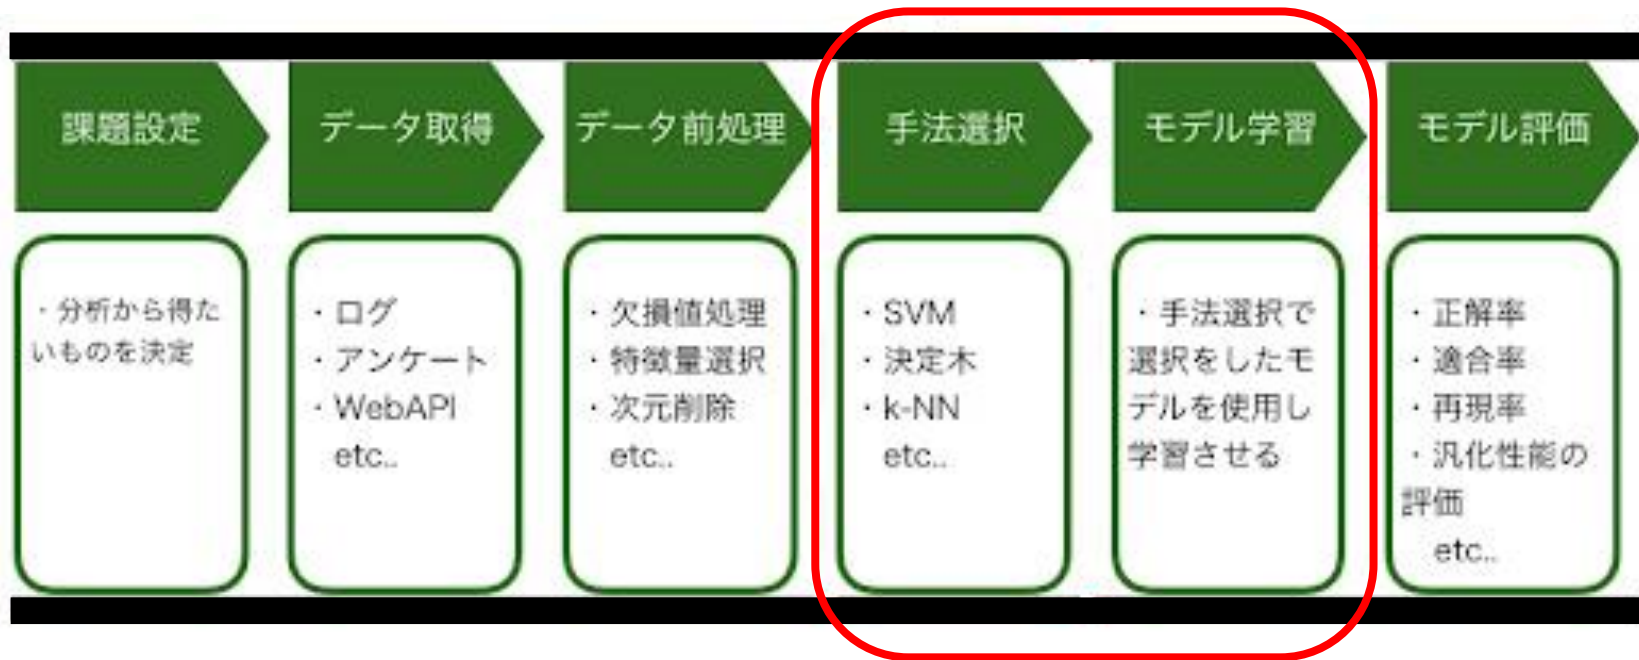 課題設定
データ取得
データ前処理
手法選択
モデル学習
モデル評価
・分析から得た
いものを決定
・ログ
・アンケート
・WebAPI
etc..
・欠損値処理
・特徴量選択
・次元削除
etc..
・SVM
・決定木
・k-NN
etc..
・手法選択で
選択をしたモ
デルを使用し
学習させる
・正解率
・適合率
・再現率
・汎化性能の
評価
etc..